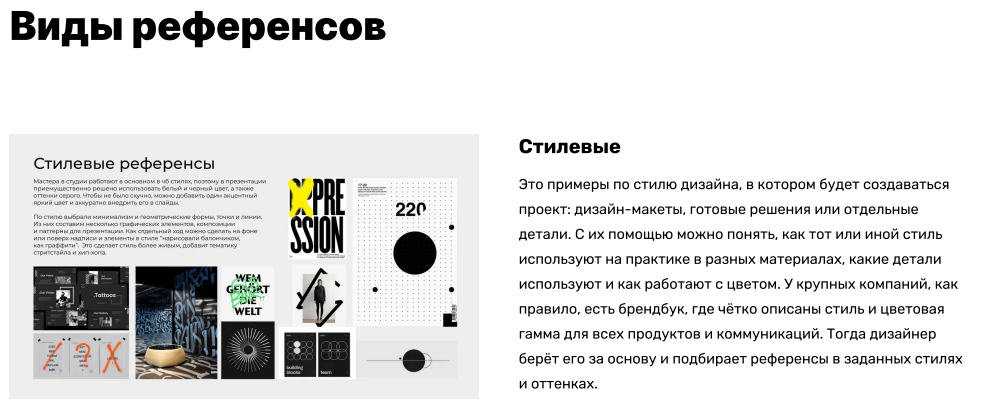 Виды референсов
Стилевые референсы
Мастера в студии работают в основном в чб стилях, поэтому в презентации
приемущественно решено использовать белый и черный цвет, а также
оттенки серого. Чтобы не было скучно, можно добавить один акцентный
яркий цвет и аккуратно внедрить его в слайды.
По стилю выбрали минимализм и геометрические формы, точки и линии.
Из них составим несколько графических элементов, композиции
и паттерны для презентации. Как отдельный ход можно сделать на фоне
или поверх надписи и элементы в стиле "нарисовали балончиком,
как граффити". Это сделает стиль более живым, добавит тематику
стритстайла и хип-хопа.
PRE
SSION
17-22
220
.Tattoos
WEM
GEHÖRT
DIE
WELT
building
blocks
team
Стилевые
Это примеры по стилю дизайна, в котором будет создаваться
проект: дизайн-макеты, готовые решения или отдельные
детали. С их помощью можно понять, как тот или иной стиль
используют на практике в разных материалах, какие детали
используют и как работают с цветом. У крупных компаний, как
правило, есть брендбук, где чётко описаны стиль и цветовая
гамма для всех продуктов и коммуникаций. Тогда дизайнер
берёт его за основу и подбирает референсы в заданных стилях
и оттенках.